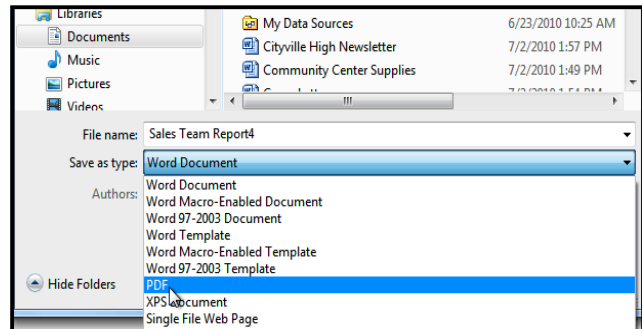 Libraries
Documents
Music
Pictures
Videos
My Data Sources 6/23/2010 10:25 AM
Cityville High Newsletter 7/2/2010 1:57 PM
Community Center Supplies 7/2/2010 1:49 PM
File name: Sales Team Report4
Save as type: Word Document
Authors:
Word Document
Word Macro-Enabled Document
Word 97-2003 Document
Word Template
Word Macro-Enabled Template
Word 97-2003 Template
PDF
XPS Document
Single File Web Page
Hide Folders